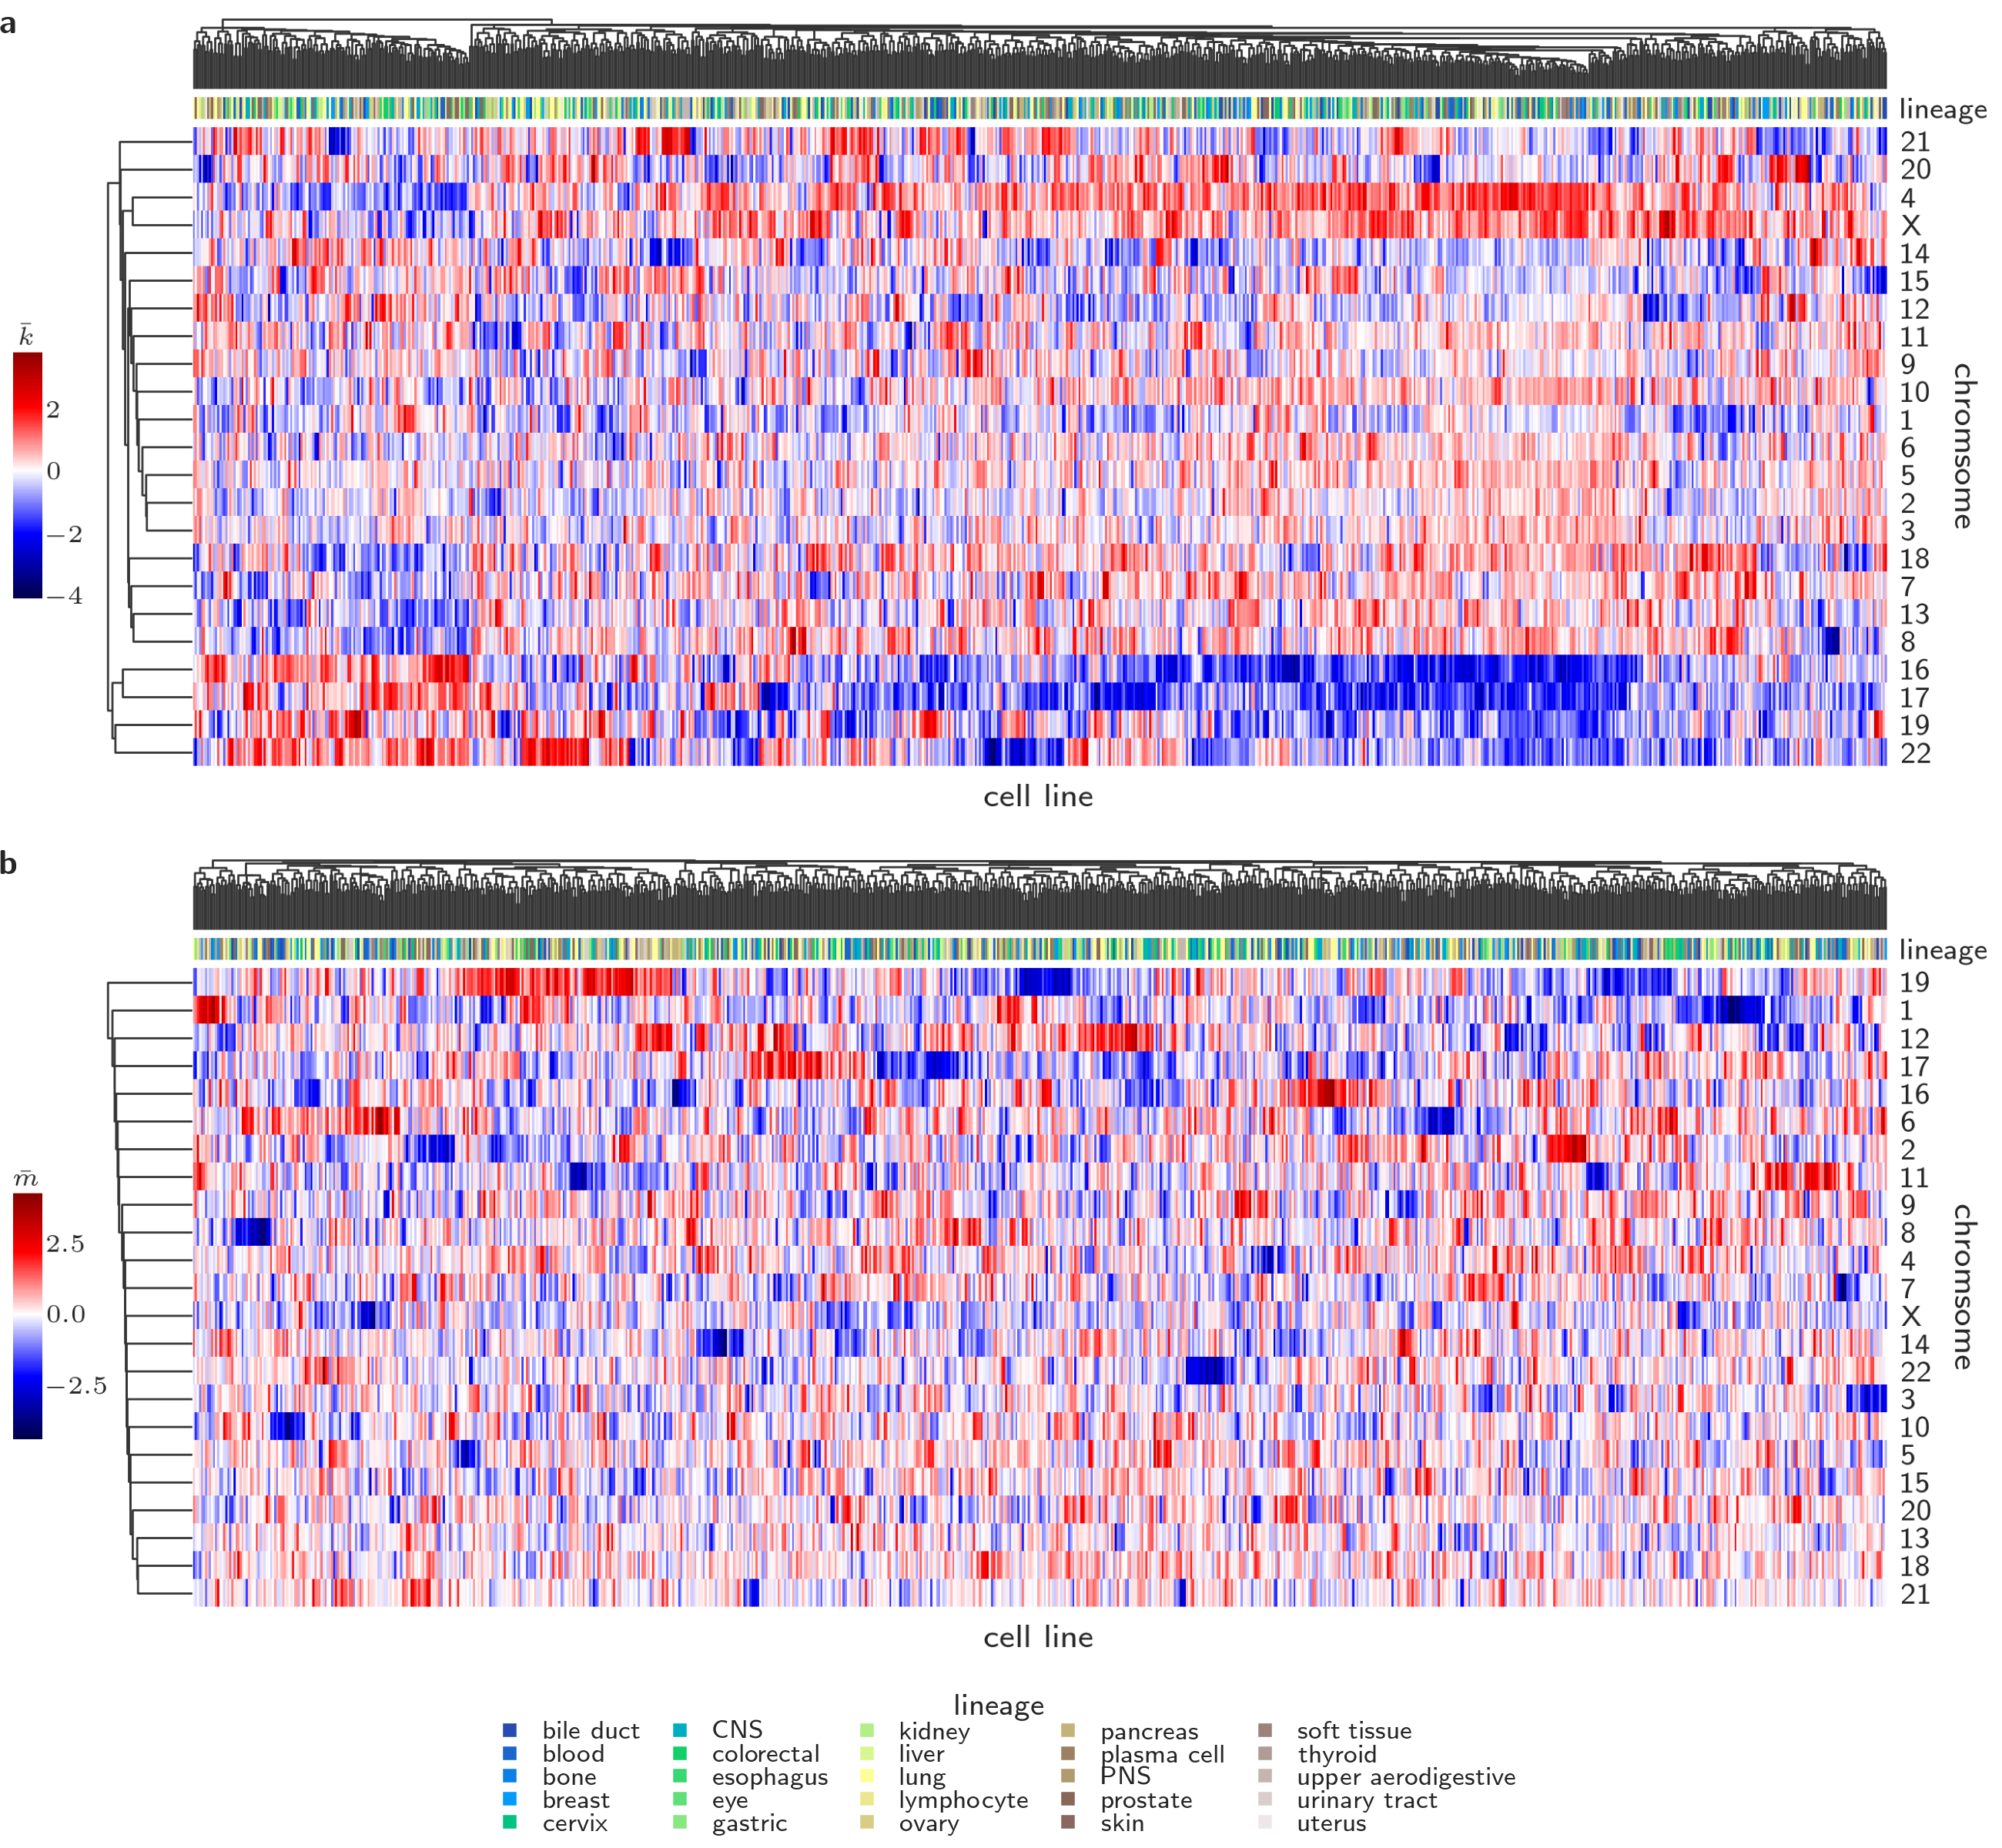 a
lineage
21
20
4
X
14
15
12
11
9
10
1
6
5
2
3
18
7
13
8
16
17
19
22
chromsome
k̄
2
0
−2
−4
cell line
b
lineage
19
1
12
17
16
6
2
11
9
8
4
7
X
14
22
3
10
5
15
20
13
18
21
chromsome
m̄
2.5
0.0
−2.5
cell line
lineage
bile duct CNS kidney pancreas soft tissue
blood colorectal liver plasma cell thyroid
bone esophagus lung PNS upper aerodigestive
breast eye lymphocyte prostate urinary tract
cervix gastric ovary skin uterus